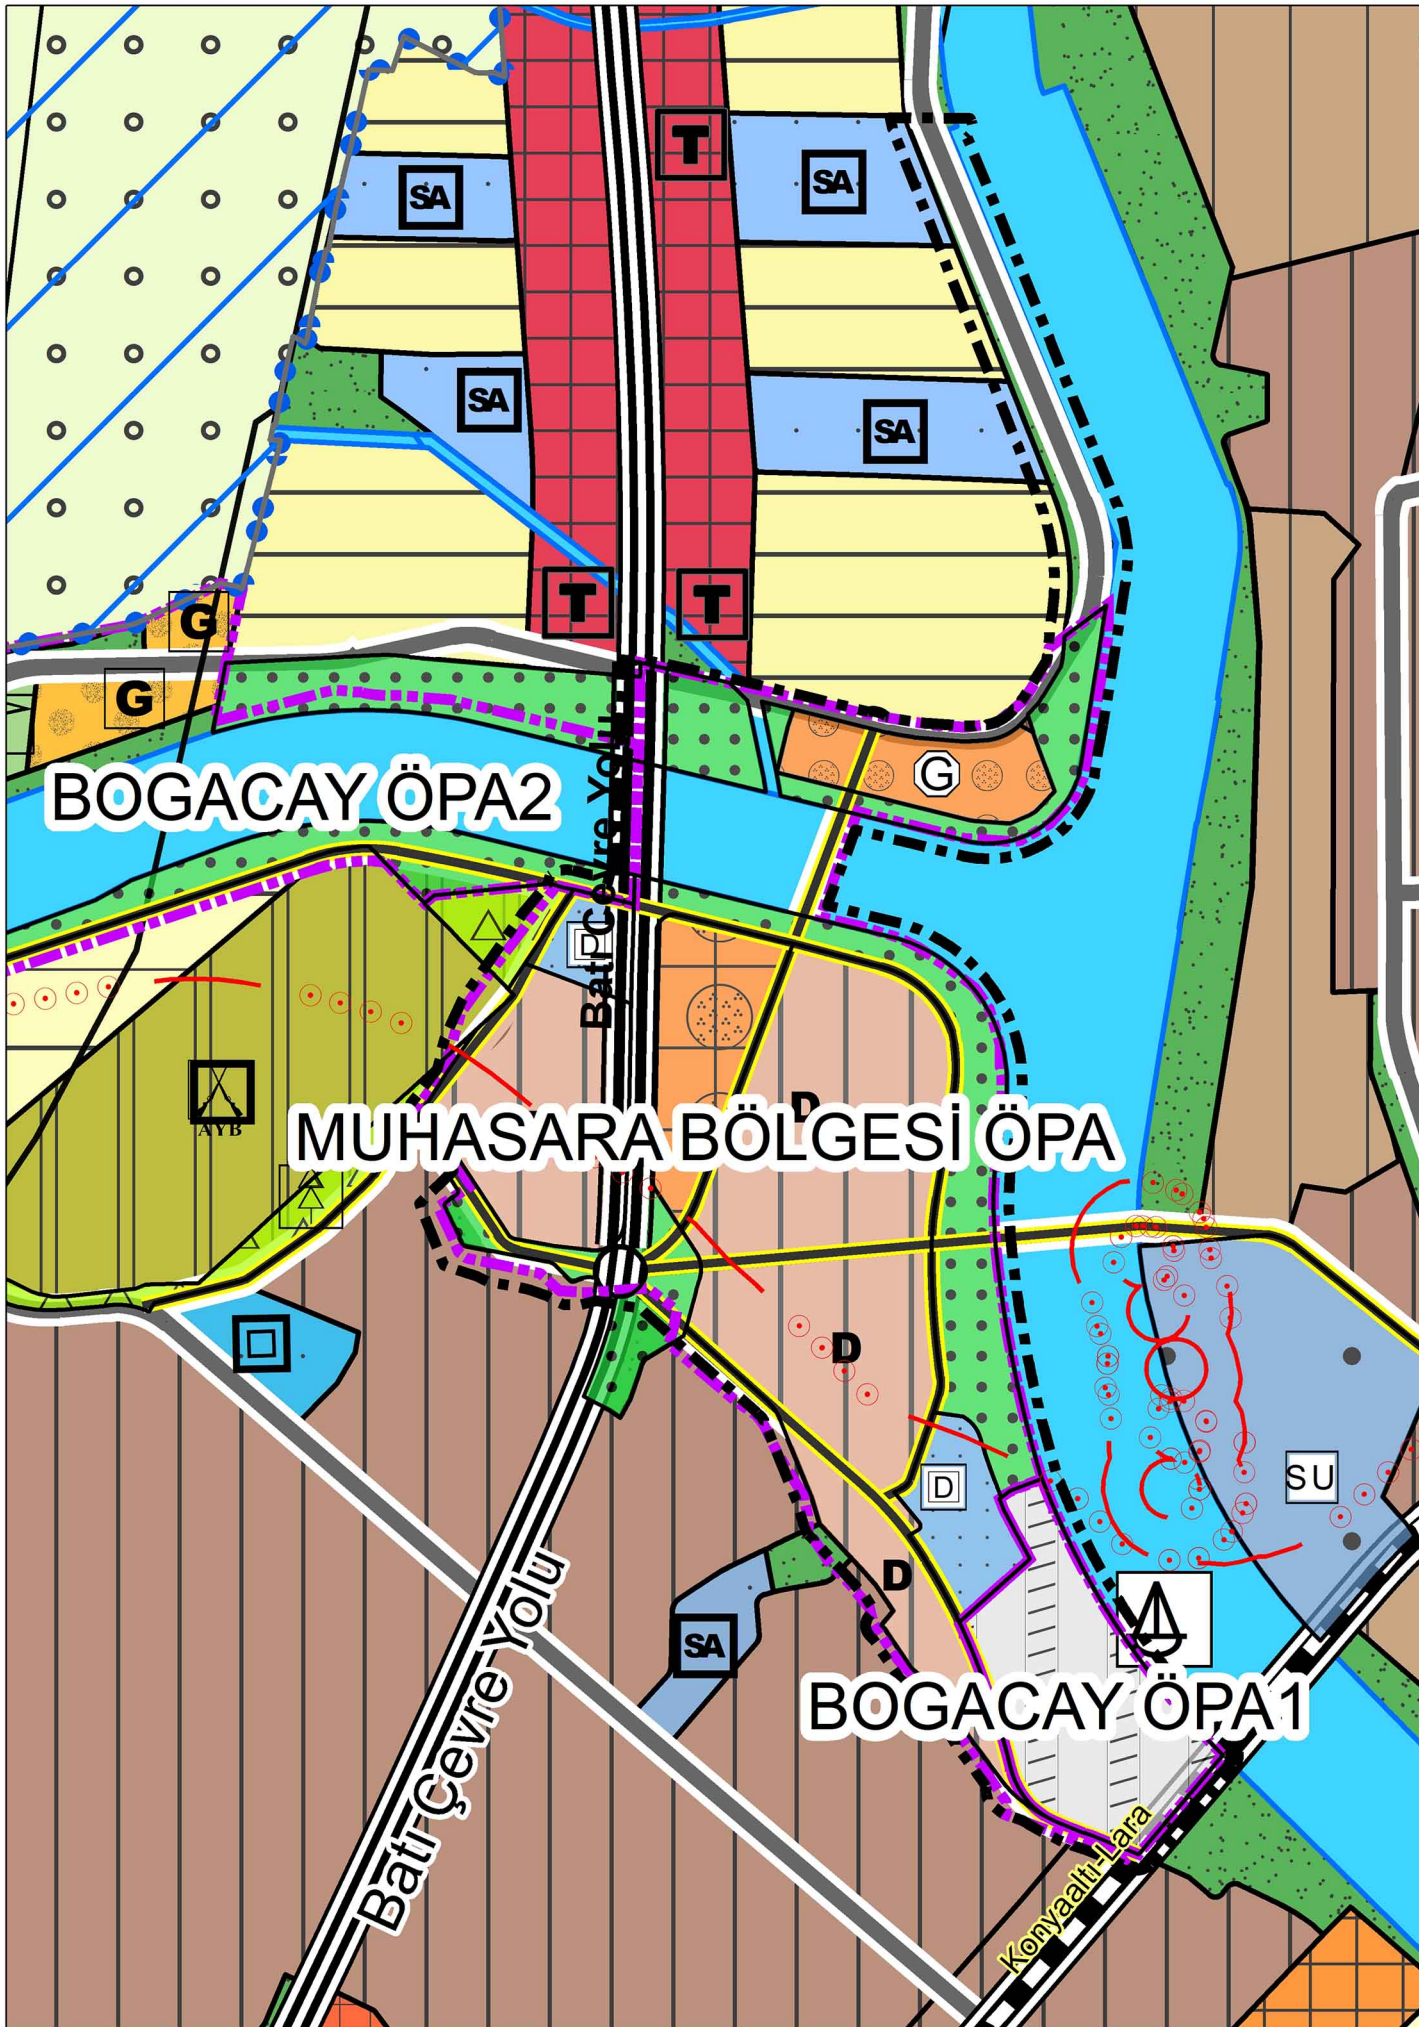 T
SA
SA
SA
SA
T
T
G
G
G
BOGACAY ÖPA2
Batı Çevre Yolu
D
AYB
D
MUHASARA BÖLGESİ ÖPA
D
D
SU
D
SA
BOGACAY ÖPA1
Batı Çevre Yolu
Konyaaltı-Lara